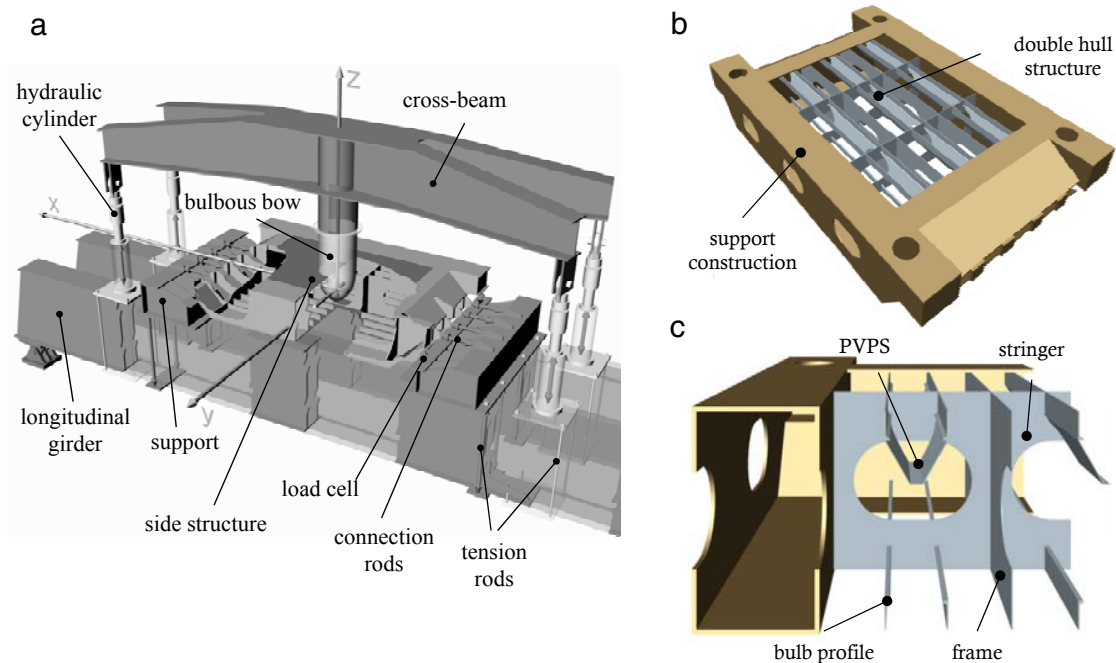 a
hydraulic
cylinder
z
cross-beam
bulbous bow
x
y
longitudinal
girder
support
side structure
load cell
connection
rods
tension
rods
b
double hull
structure
support
construction
c
PVPS
stringer
bulb profile
frame